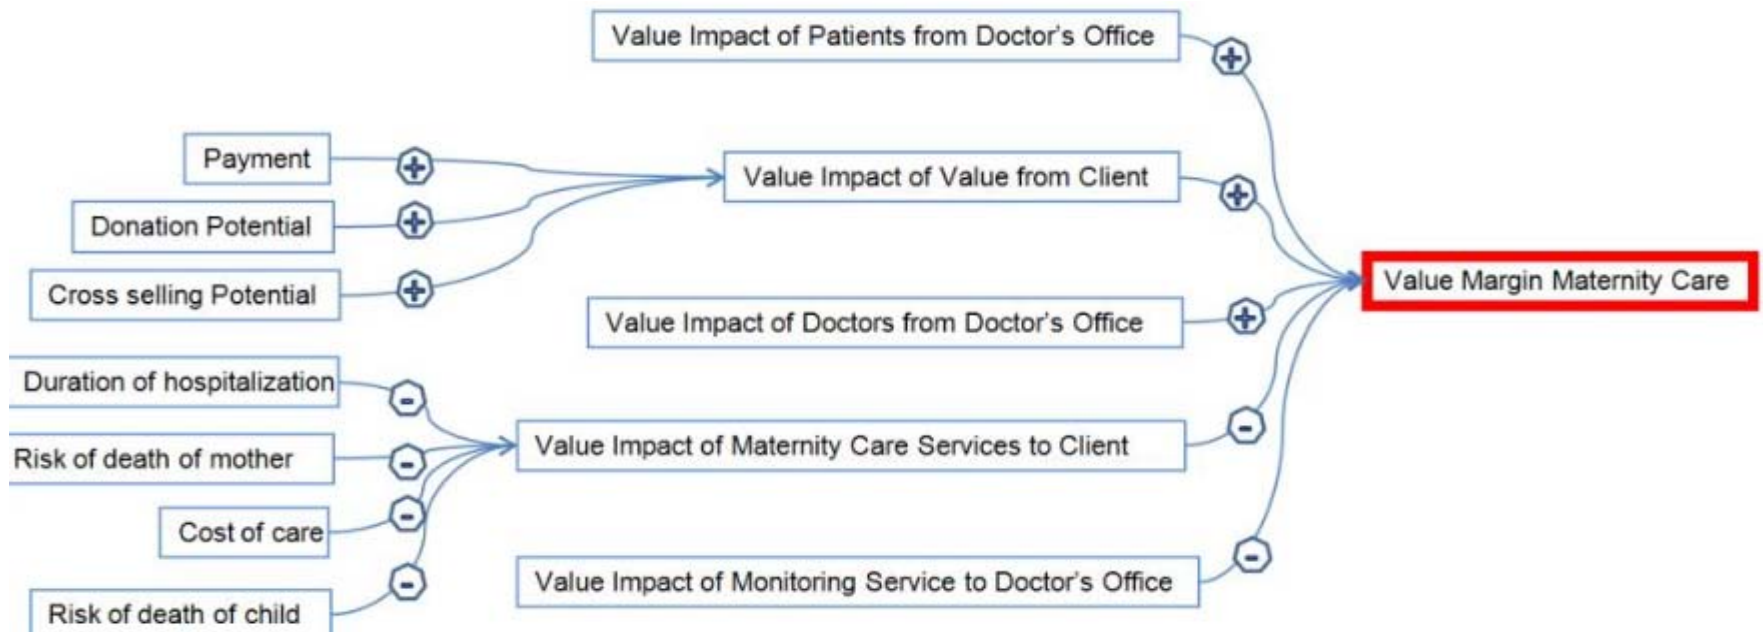 Value Impact of Patients from Doctor's Office
+
Payment
+
Value Impact of Value from Client
+
Donation Potential
+
Cross selling Potential
+
Value Margin Maternity Care
Value Impact of Doctors from Doctor's Office
+
Duration of hospitalization
-
Value Impact of Maternity Care Services to Client
-
Risk of death of mother
-
Cost of care
-
Value Impact of Monitoring Service to Doctor's Office
-
Risk of death of child
-